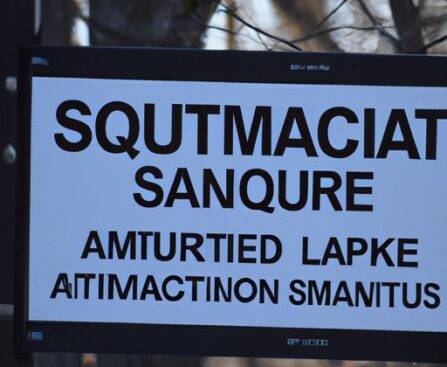 SQUTMACIAT
SANQURE
AMTURTIED LAPKE
AITIMACTINON SMANITUS